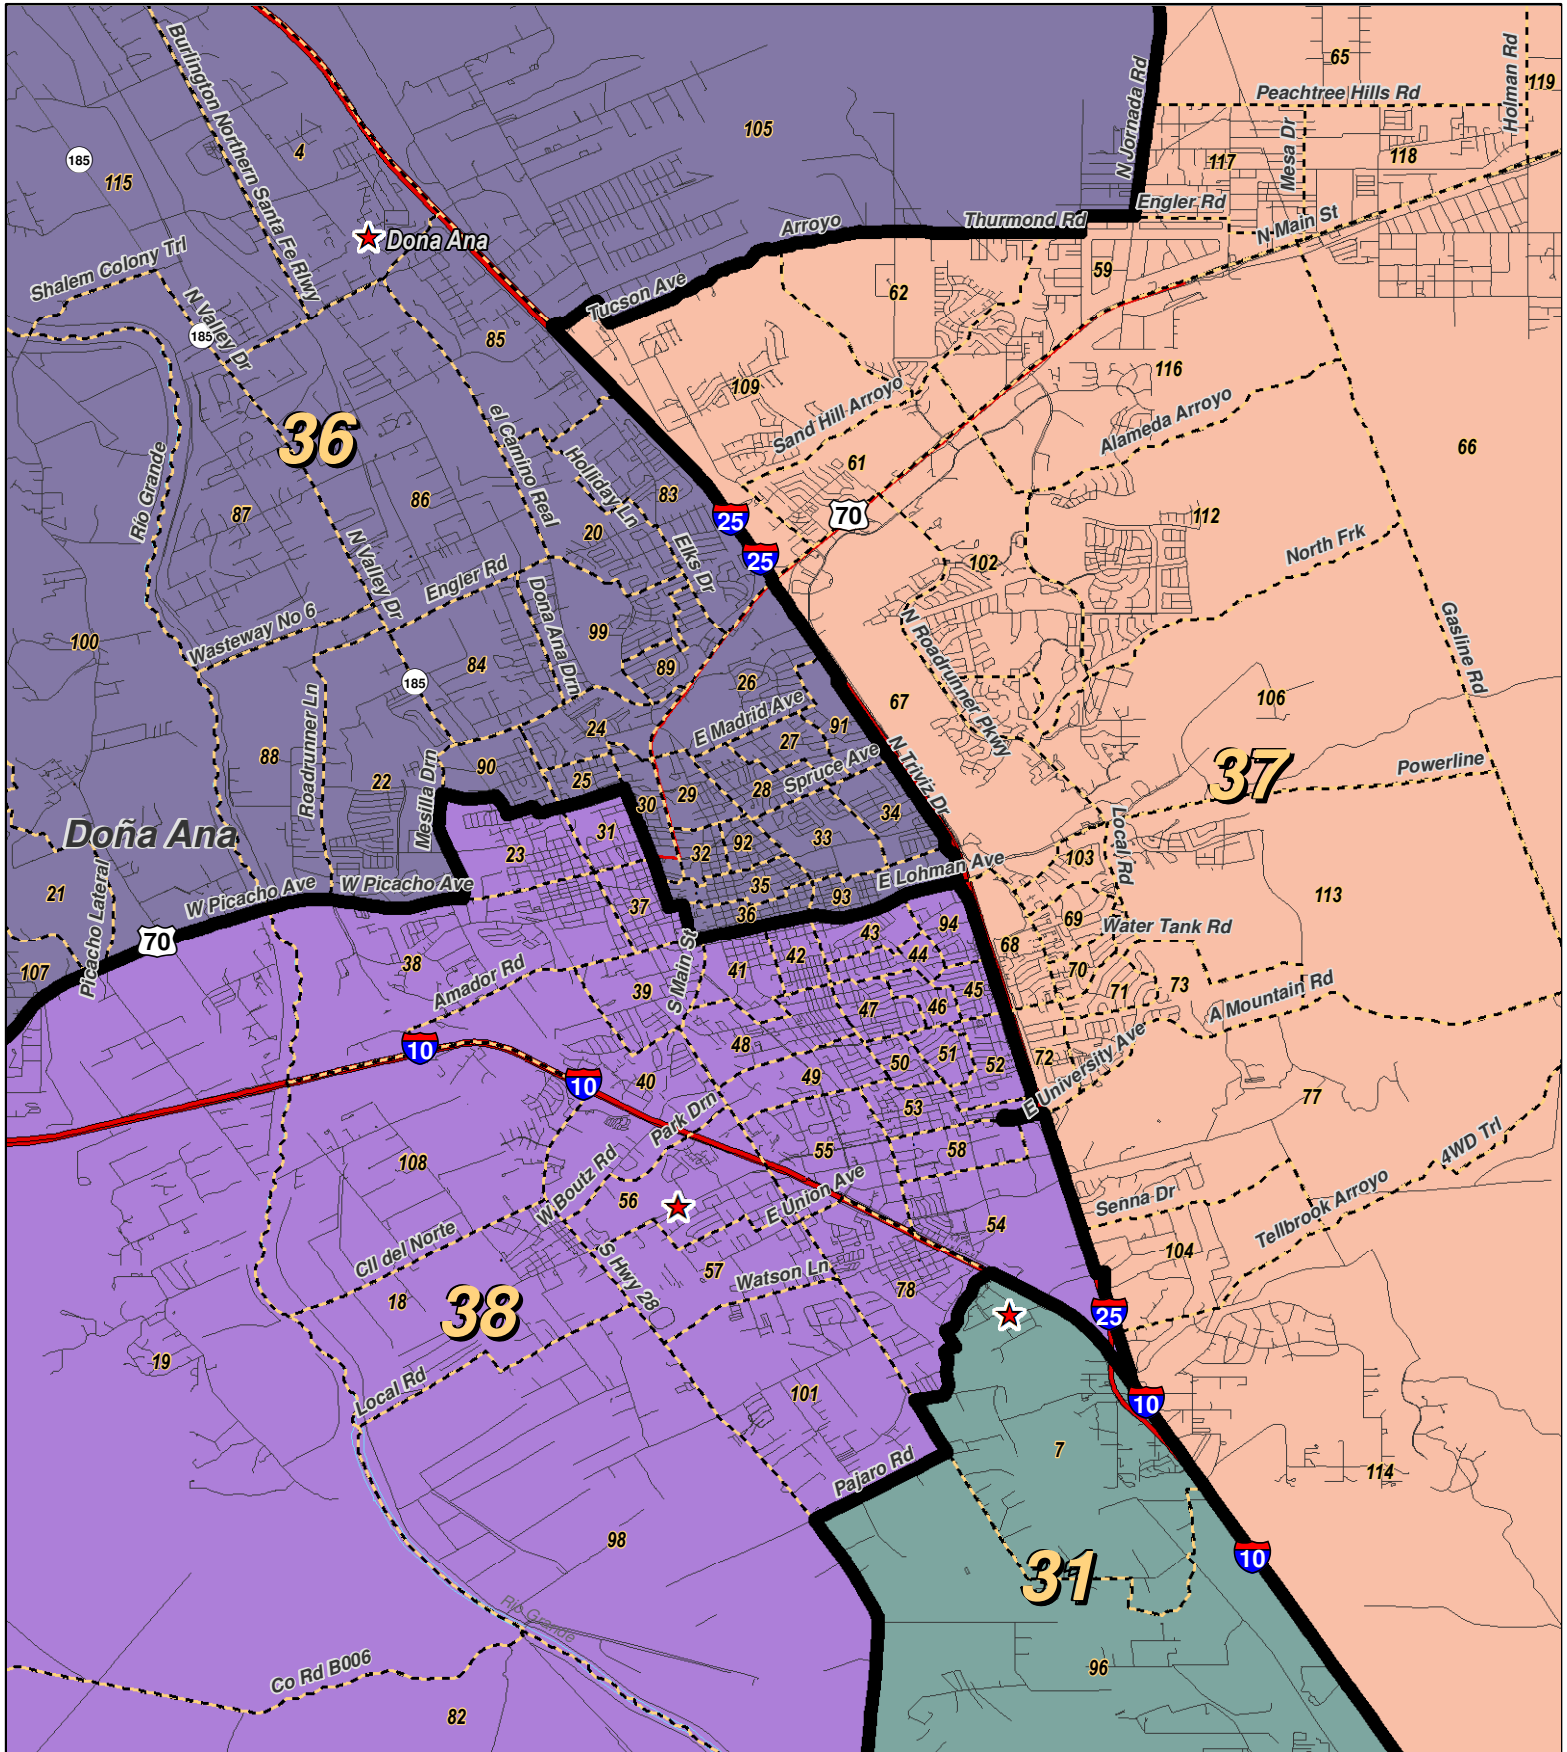 65
Holman Rd
119
Peachtree Hills Rd
Burlington Northern Santa Fe Rlwy
N Jornada Rd
105
Mesa Dr
4
185
115
117
118
Engler Rd
Arroyo
Thurmond Rd
N Main St
Doña Ana
Shalem Colony Trl
59
Tucson Ave
62
N Valley Dr
185
85
116
109
Sand Hill Arroyo
Alameda Arroyo
36
el Camino Real
66
Rio Grande
Holliday Ln
61
83
86
87
25
70
112
20
N Valley Dr
25
North Frk
Elks Dr
102
Engler Rd
Doña Ana Drn
Wasteway No 6
99
N Roadrunner Pkwy
Gasline Rd
100
84
89
185
26
67
106
Roadrunner Ln
E Madrid Ave
24
27
91
88
90
N Triviz Dr
37
Powerline
22
25
Mesilla Drn
29
28
Spruce Ave
30
34
Doña Ana
31
33
Local Rd
23
32
92
103
E Lohman Ave
W Picacho Ave
W Picacho Ave
35
93
21
Picacho Lateral
37
36
113
69
Water Tank Rd
94
43
70
68
44
42
38
41
107
Amador Rd
39
S Main St
70
73
71
45
46
47
A Mountain Rd
10
48
50
51
52
72
E University Ave
10
40
49
77
Park Drn
53
4WD Trl
55
58
108
W Boutz Rd
56
E Union Ave
Senna Dr
Tellbrook Arroyo
54
Cll del Norte
S Hwy 28
57
104
Watson Ln
78
18
38
25
19
Local Rd
101
10
7
114
Pajaro Rd
98
10
31
Rio Grande
Co Rd B006
96
82